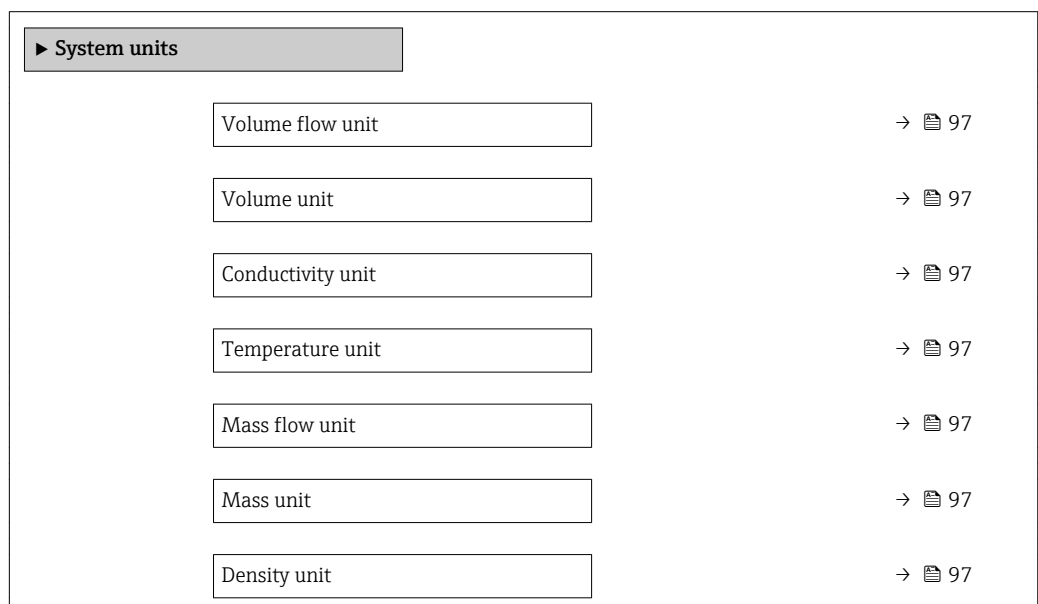 ▶ System units
Volume flow unit → 97
Volume unit → 97
Conductivity unit → 97
Temperature unit → 97
Mass flow unit → 97
Mass unit → 97
Density unit → 97